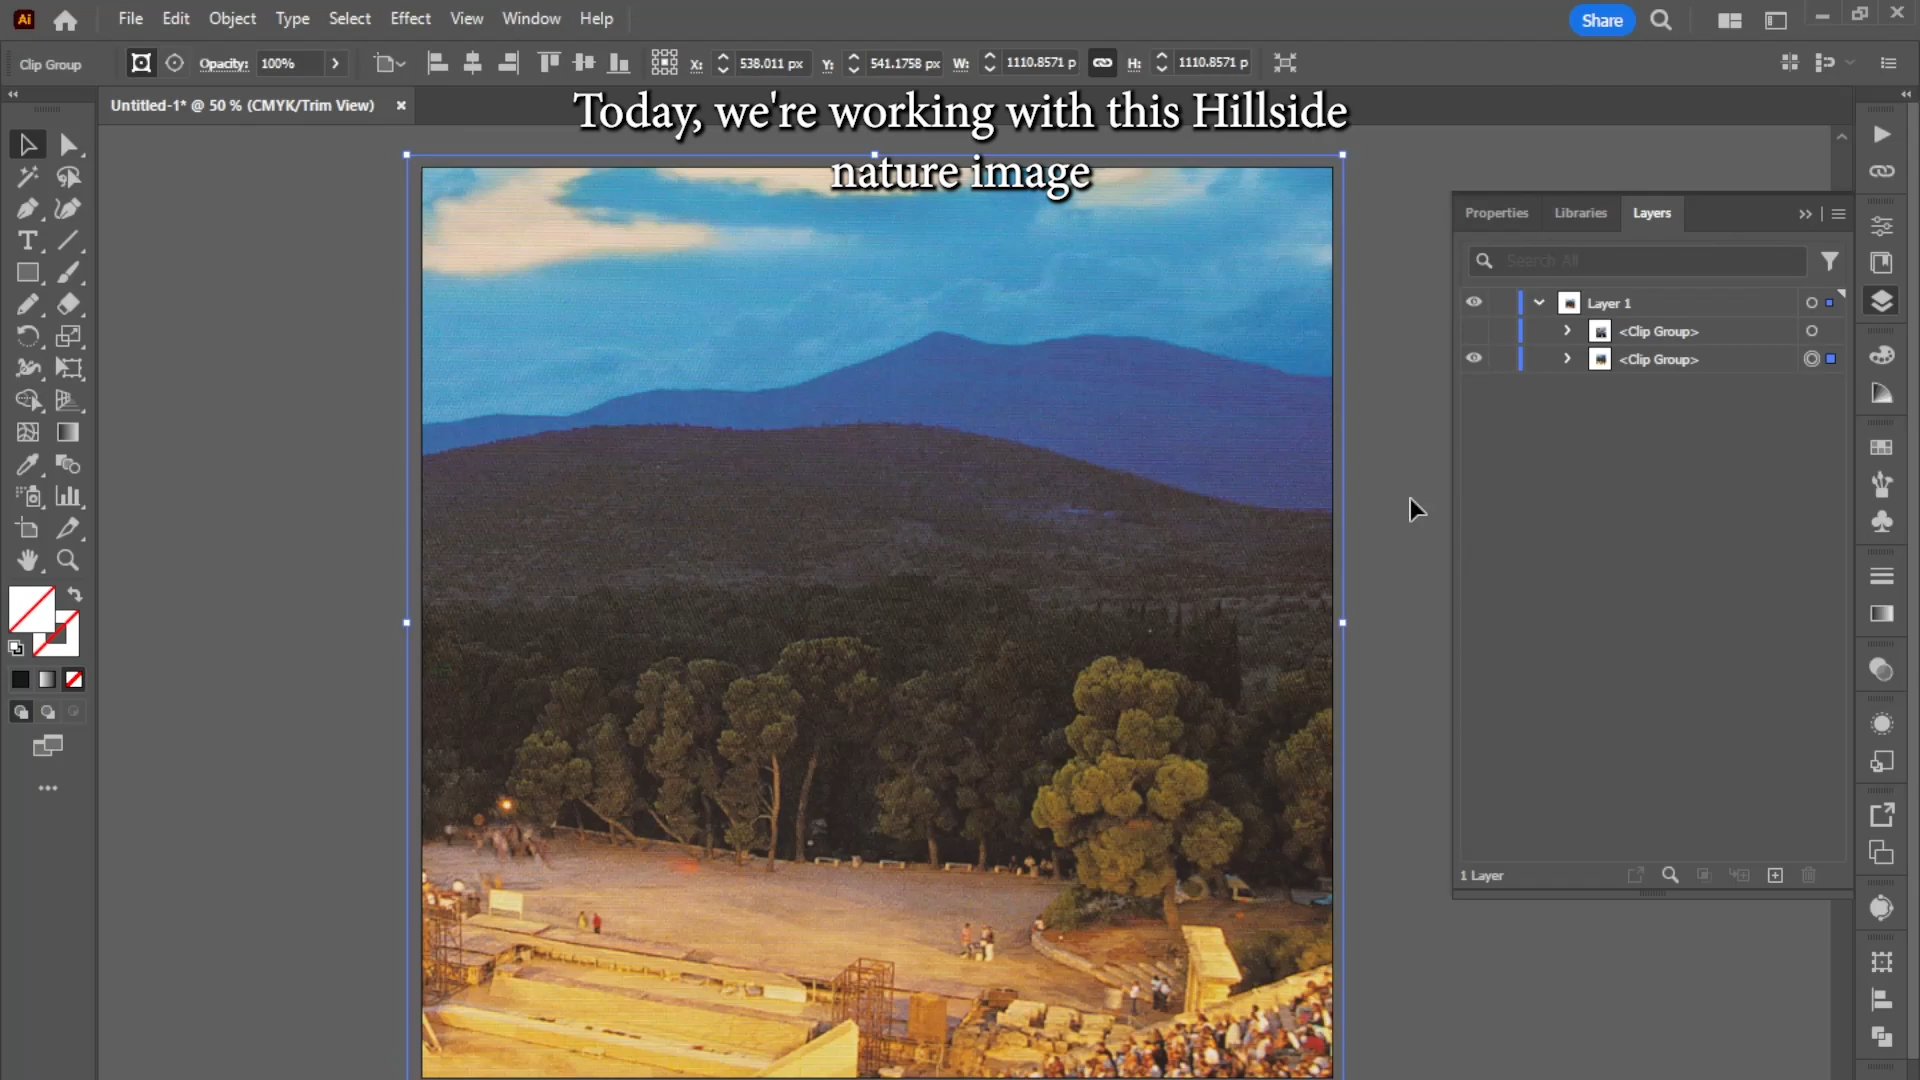 Ai
File Edit Object Type Select Effect View Window Help
Share
Clip Group
Opacity: 100%
X: 538.011 px
Y: 541.1758 px
W: 1110.8571 p
H: 1110.8571 p
Untitled-1* @ 50 % (CMYK/Trim View)
Today, we're working with this Hillside
nature image
Properties Libraries Layers
Search All
Layer 1
<Clip Group>
<Clip Group>
1 Layer